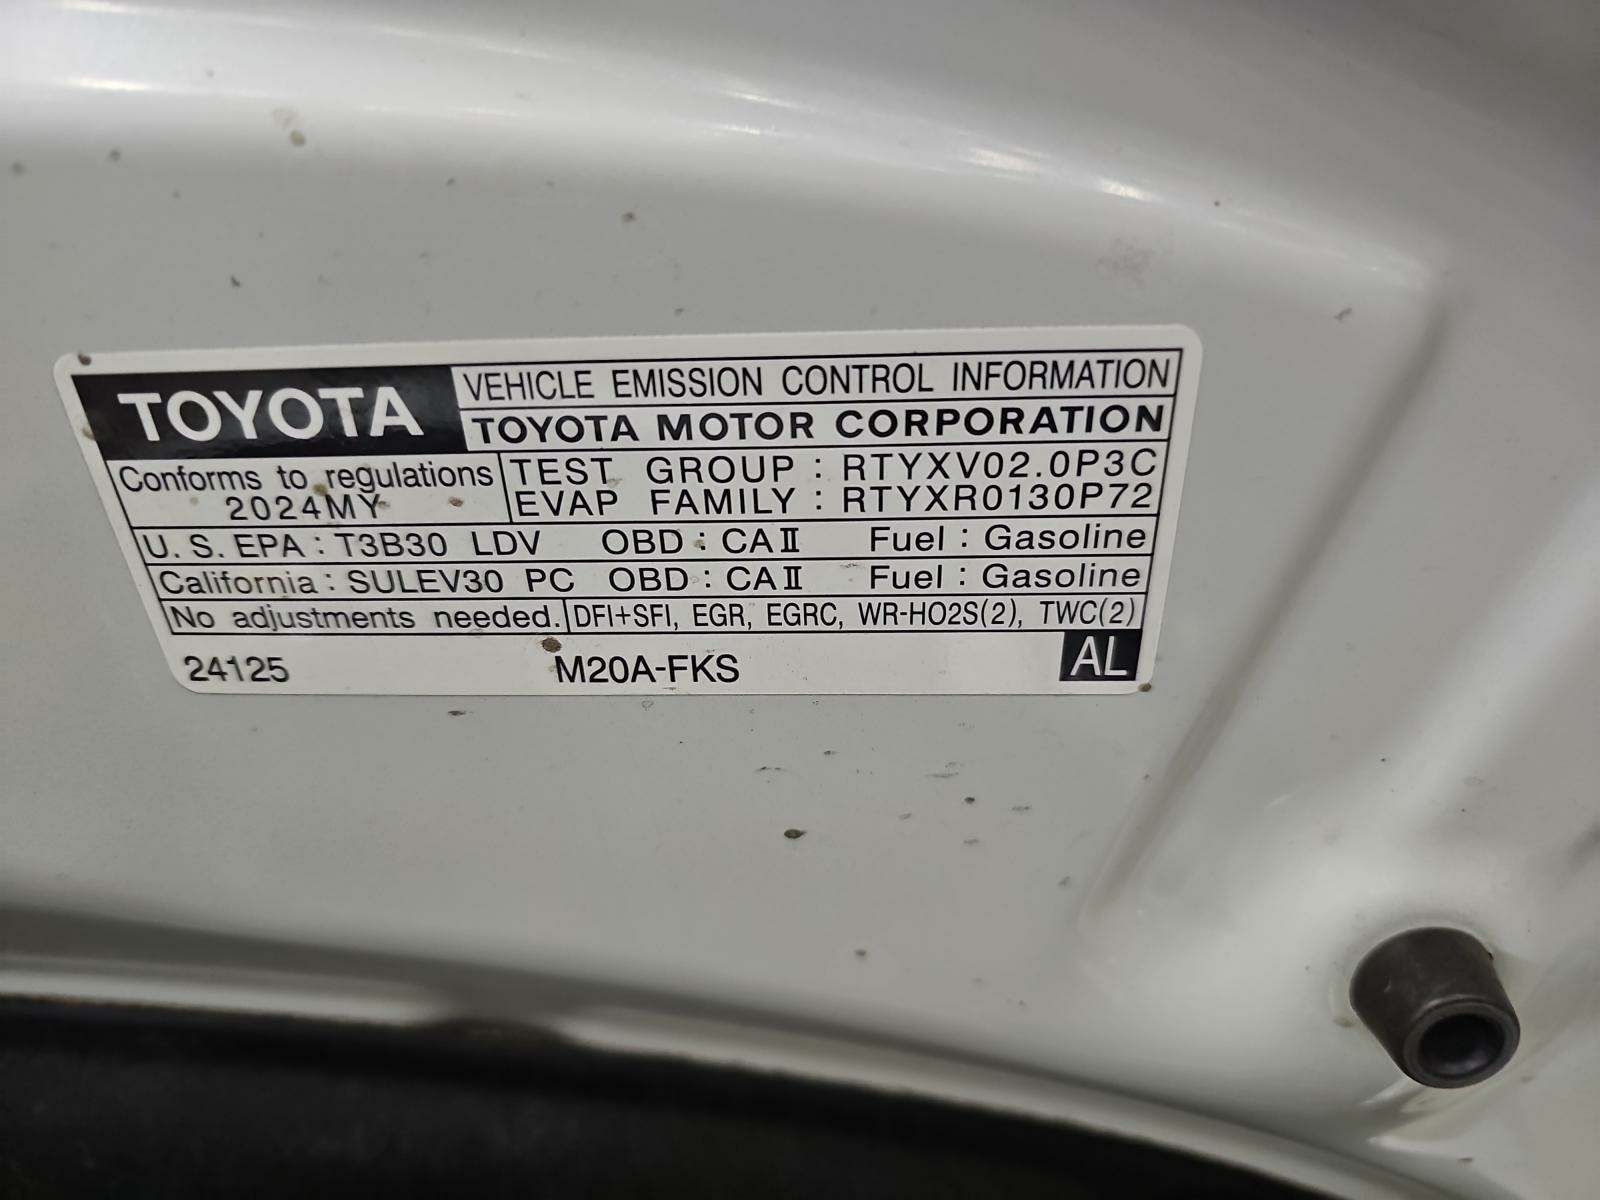 TOYOTA
VEHICLE EMISSION CONTROL INFORMATION
TOYOTA MOTOR CORPORATION
Conforms to regulations
2024MY
TEST GROUP : RTYXV02.0P3C
EVAP FAMILY : RTYXR0130P72
U.S.EPA : T3B30 LDV OBD : CAⅡ Fuel : Gasoline
California : SULEV30 PC OBD : CAⅡ Fuel : Gasoline
No adjustments needed. DFI+SFI, EGR, EGRC, WR-HO2S(2), TWC(2)
24125 M20A-FKS AL